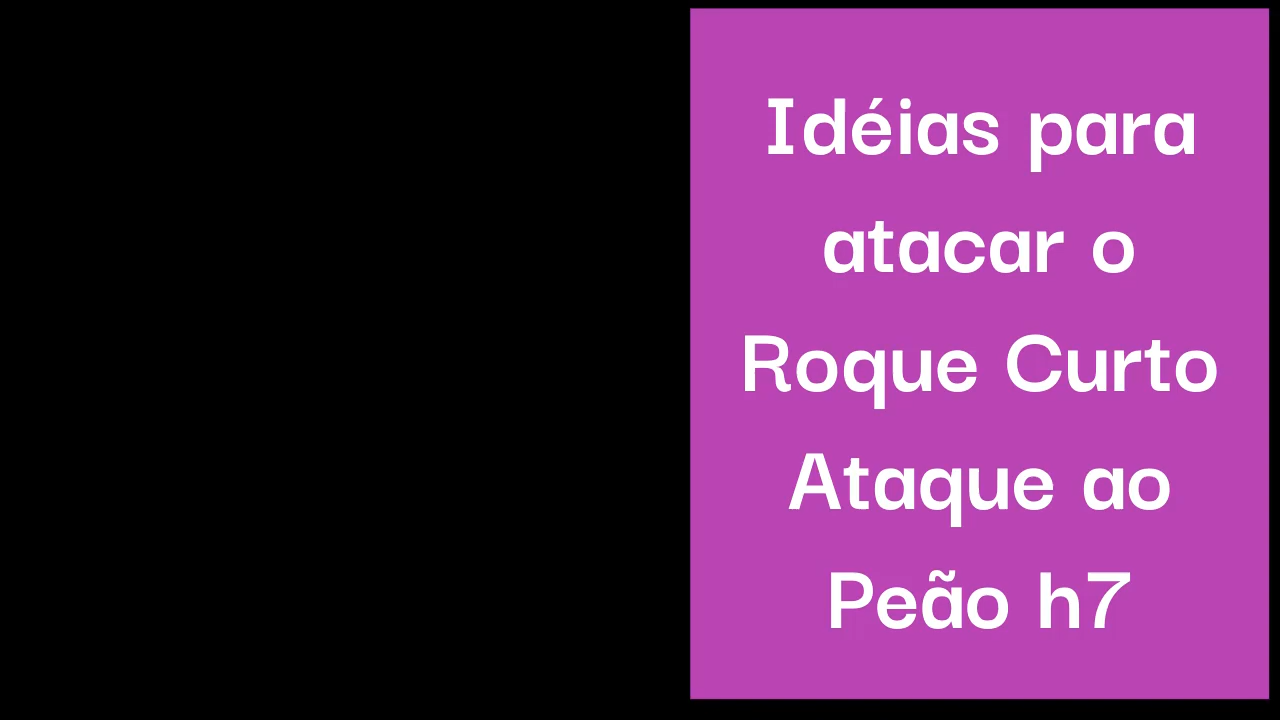 Idéias para
atacar o
Roque Curto
Ataque ao
Peão h7